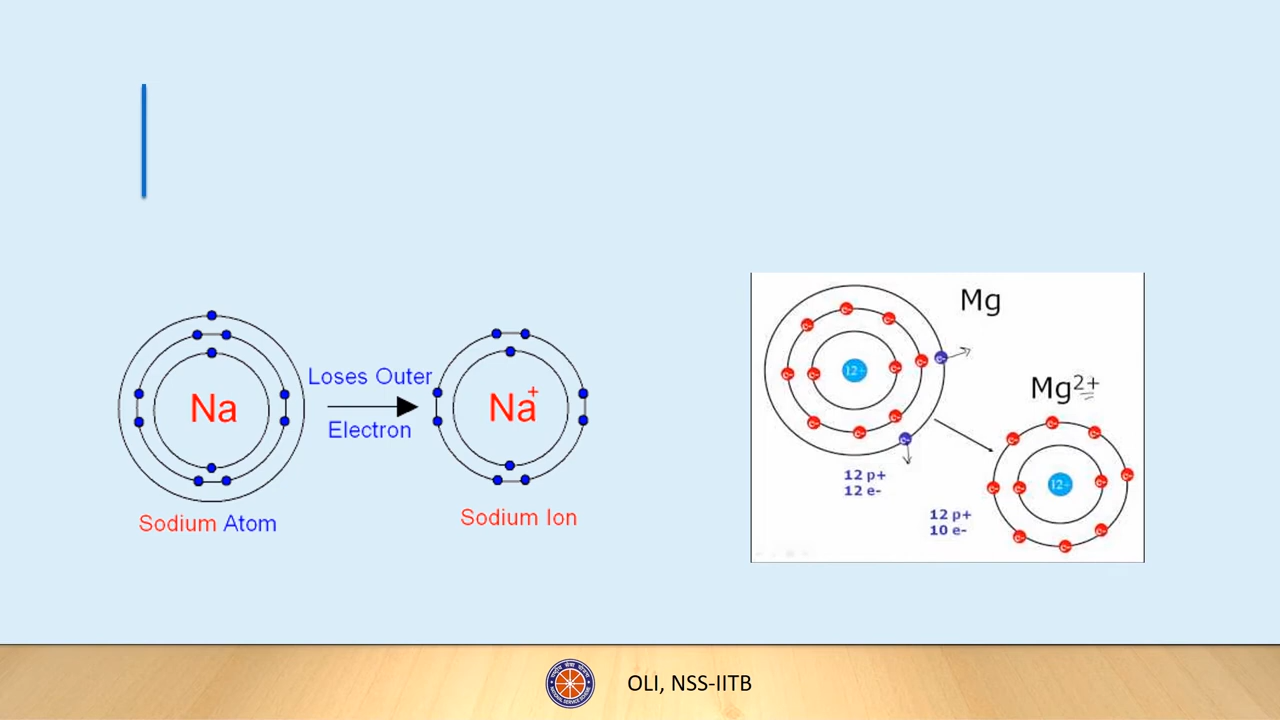 Na
Loses Outer
Electron
Na+
Sodium Atom
Sodium Ion
Mg
12+
12 p+
12 e-
Mg2+
12+
12 p+
10 e-
OLI, NSS-IITB